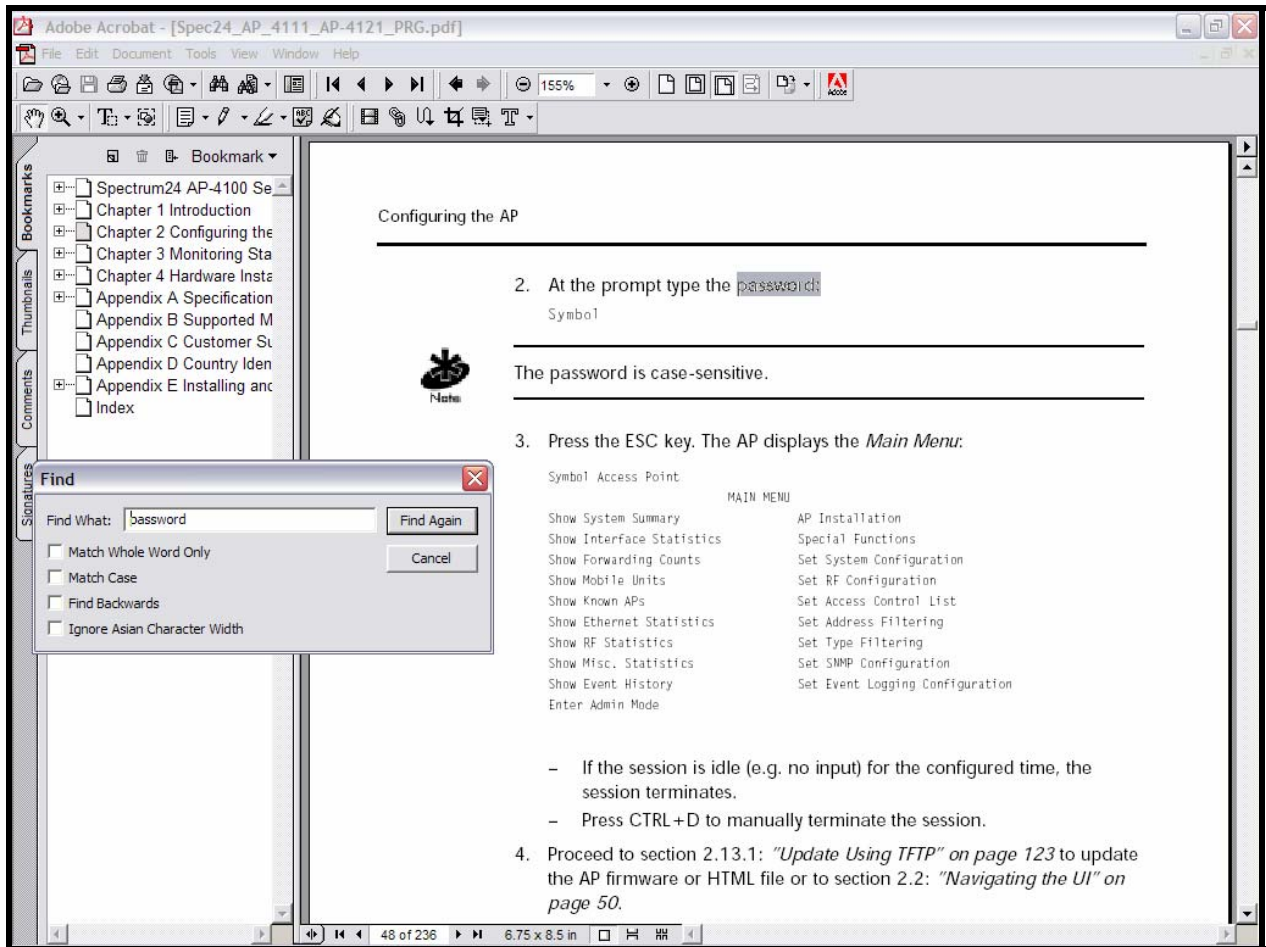 Adobe Acrobat - [Spec24_AP_4111_AP-4121_PRG.pdf]
File Edit Document Tools View Window Help
155%
Adobe
Bookmarks
Thumbnails
Comments
Signatures
Bookmark
Spectrum24 AP-4100 Se
Chapter 1 Introduction
Chapter 2 Configuring the
Chapter 3 Monitoring Sta
Chapter 4 Hardware Insta
Appendix A Specification
Appendix B Supported M
Appendix C Customer Su
Appendix D Country Iden
Appendix E Installing and
Index
Find
Find What: password
Find Again
Match Whole Word Only
Cancel
Match Case
Find Backwards
Ignore Asian Character Width
Configuring the AP
2. At the prompt type the password:
Symbol
Note
The password is case-sensitive.
3. Press the ESC key. The AP displays the Main Menu:
Symbol Access Point
MAIN MENU
Show System Summary AP Installation
Show Interface Statistics Special Functions
Show Forwarding Counts Set System Configuration
Show Mobile Units Set RF Configuration
Show Known APs Set Access Control List
Show Ethernet Statistics Set Address Filtering
Show RF Statistics Set Type Filtering
Show Misc. Statistics Set SNMP Configuration
Show Event History Set Event Logging Configuration
Enter Admin Mode
– If the session is idle (e.g. no input) for the configured time, the
session terminates.
– Press CTRL+D to manually terminate the session.
4. Proceed to section 2.13.1: "Update Using TFTP" on page 123 to update
the AP firmware or HTML file or to section 2.2: "Navigating the UI" on
page 50.
48 of 236 6.75 x 8.5 in